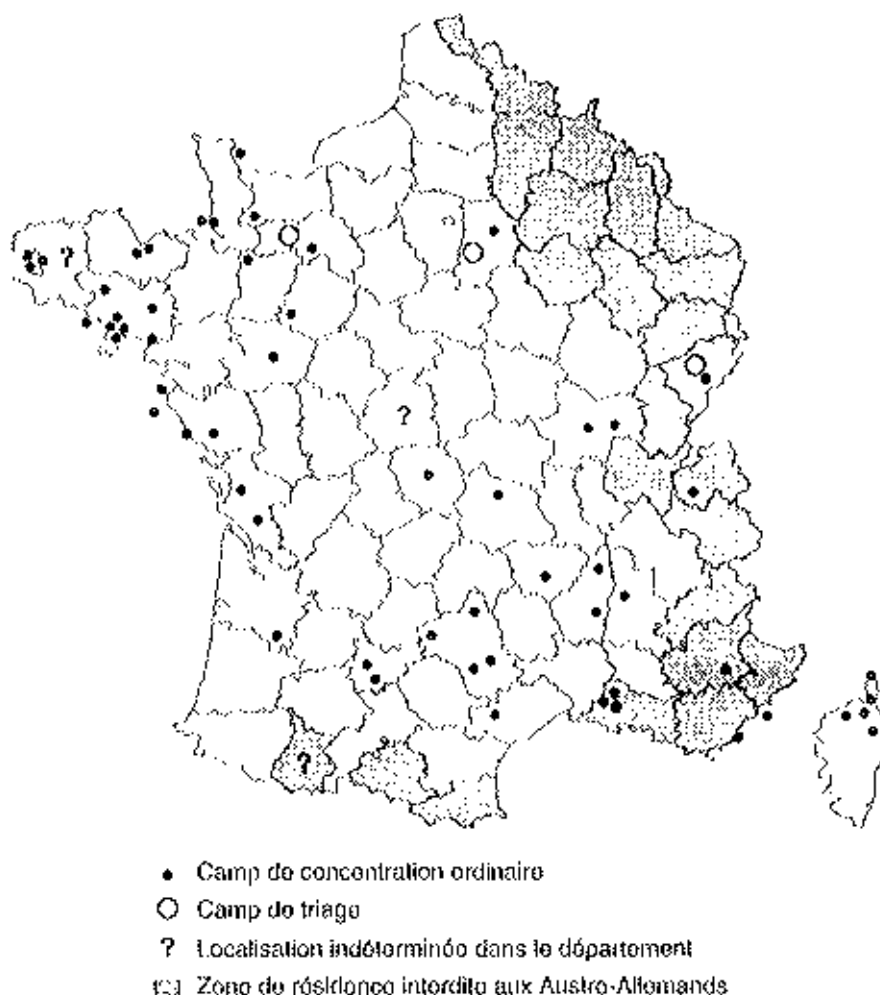 ?
?
?
Camp de concentration ordinaire
Camp de triage
? Localisation indéterminée dans le département
Zone de résidence interdite aux Austro-Allemands